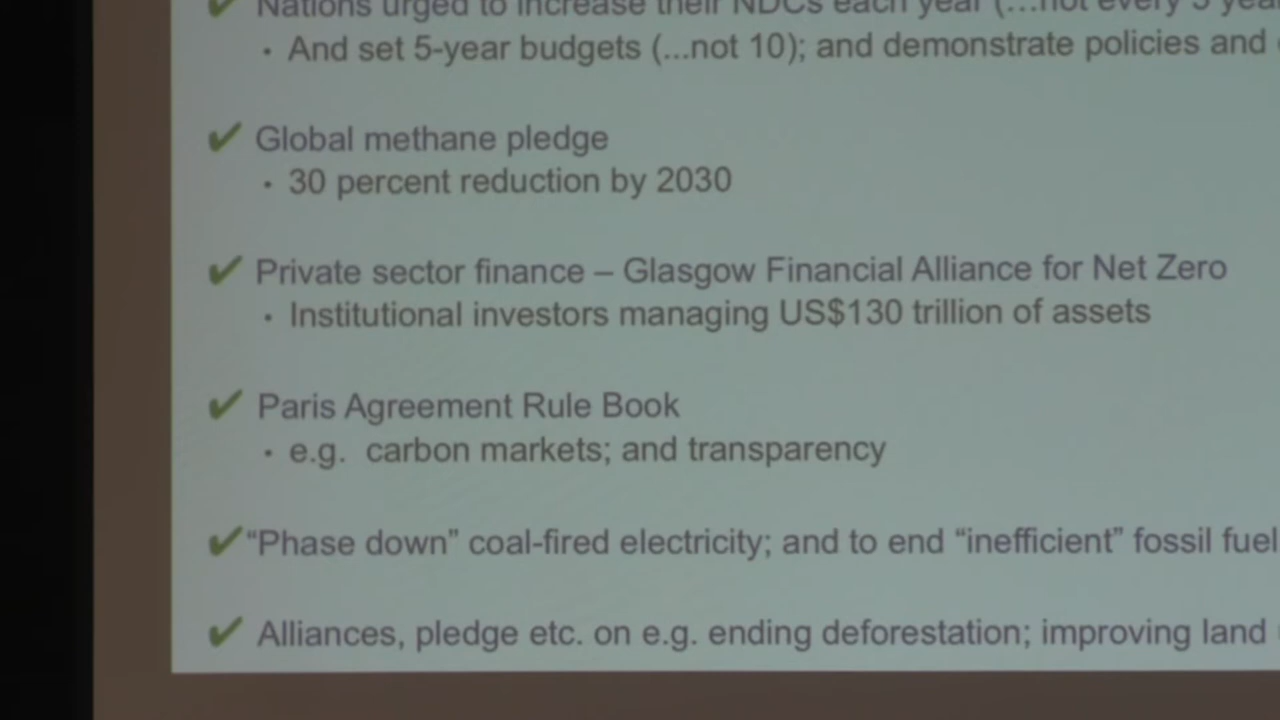 ✔ Nations urged to increase their NDCs each year (...not every 5
• And set 5-year budgets (...not 10); and demonstrate policies and
✔ Global methane pledge
• 30 percent reduction by 2030
✔ Private sector finance – Glasgow Financial Alliance for Net Zero
• Institutional investors managing US$130 trillion of assets
✔ Paris Agreement Rule Book
• e.g. carbon markets; and transparency
✔ “Phase down” coal-fired electricity; and to end “inefficient” fossil fuel
✔ Alliances, pledge etc. on e.g. ending deforestation; improving land